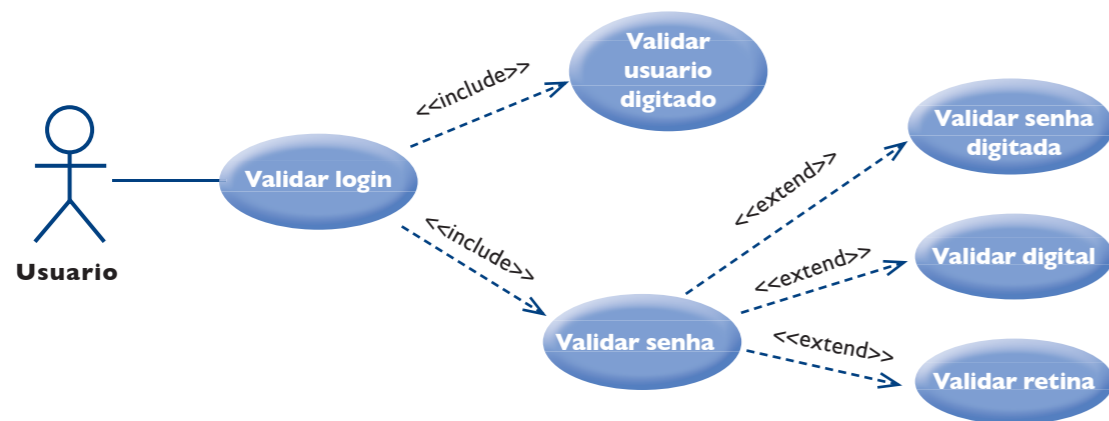 Validar
usuario
digitado
<<include>>
Validar senha
digitada
Validar login
<<extend>>
<<include>>
Usuario
Validar digital
<<extend>>
Validar senha
<<extend>>
Validar retina